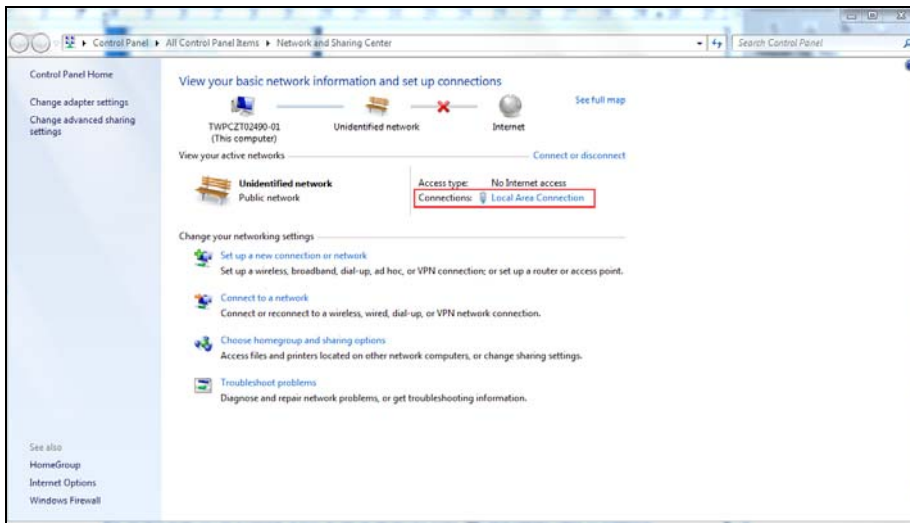 Control Panel ▸ All Control Panel Items ▸ Network and Sharing Center
Search Control Panel
Control Panel Home
Change adapter settings
Change advanced sharing
settings
View your basic network information and set up connections
See full map
TWPCZT02490-01
(This computer)
Unidentified network
Internet
View your active networks
Connect or disconnect
Unidentified network
Public network
Access type: No Internet access
Connections: Local Area Connection
Change your networking settings
Set up a new connection or network
Set up a wireless, broadband, dial-up, ad hoc, or VPN connection; or set up a router or access point.
Connect to a network
Connect or reconnect to a wireless, wired, dial-up, or VPN network connection.
Choose homegroup and sharing options
Access files and printers located on other network computers, or change sharing settings.
Troubleshoot problems
Diagnose and repair network problems, or get troubleshooting information.
See also
HomeGroup
Internet Options
Windows Firewall